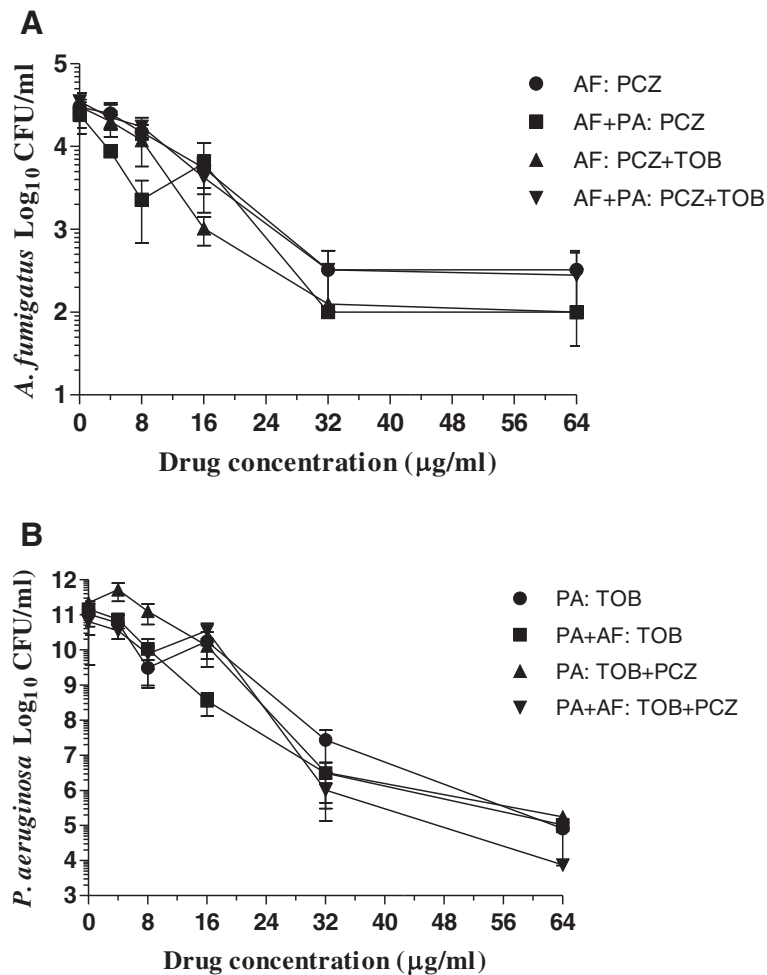 A
A. fumigatus Log10 CFU/ml
5
4
3
2
1
0 8 16 24 32 40 48 56 64
Drug concentration (μg/ml)
AF: PCZ
AF+PA: PCZ
AF: PCZ+TOB
AF+PA: PCZ+TOB
B
P. aeruginosa Log10 CFU/ml)
12
11
10
9
8
7
6
5
4
3
0 8 16 24 32 40 48 56 64
Drug concentration (μg/ml)
PA: TOB
PA+AF: TOB
PA: TOB+PCZ
PA+AF: TOB+PCZ